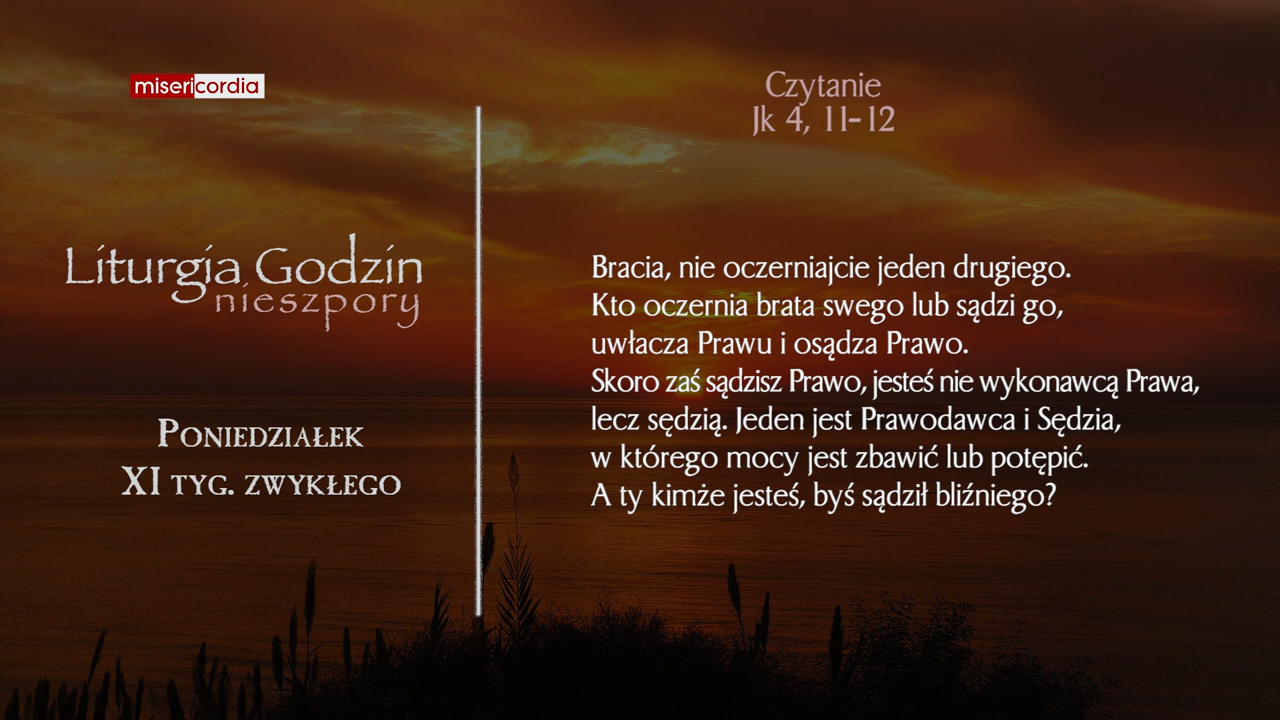 misericordia
Liturgia Godzin
nieszpory
Poniedziałek
XI tyg. zwykłego
Czytanie
Jk 4, 11-12
Bracia, nie oczerniajcie jeden drugiego.
Kto oczernia brata swego lub sądzi go,
uwłacza Prawu i osądza Prawo.
Skoro zaś sądzisz Prawo, jesteś nie wykonawcą Prawa,
lecz sędzią. Jeden jest Prawodawca i Sędzia,
w którego mocy jest zbawić lub potępić.
A ty kimże jesteś, byś sądził bliźniego?